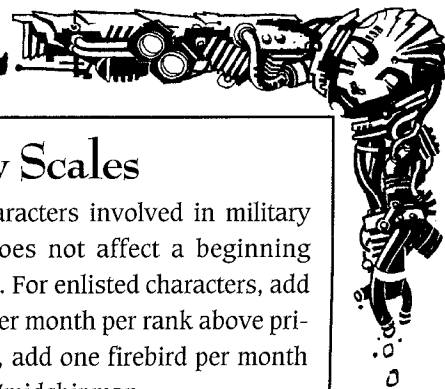 Scales
aracters involved in military
oes not affect a beginning
. For enlisted characters, add
er month per rank above pri-
, add one firebird per month
/midshipman.